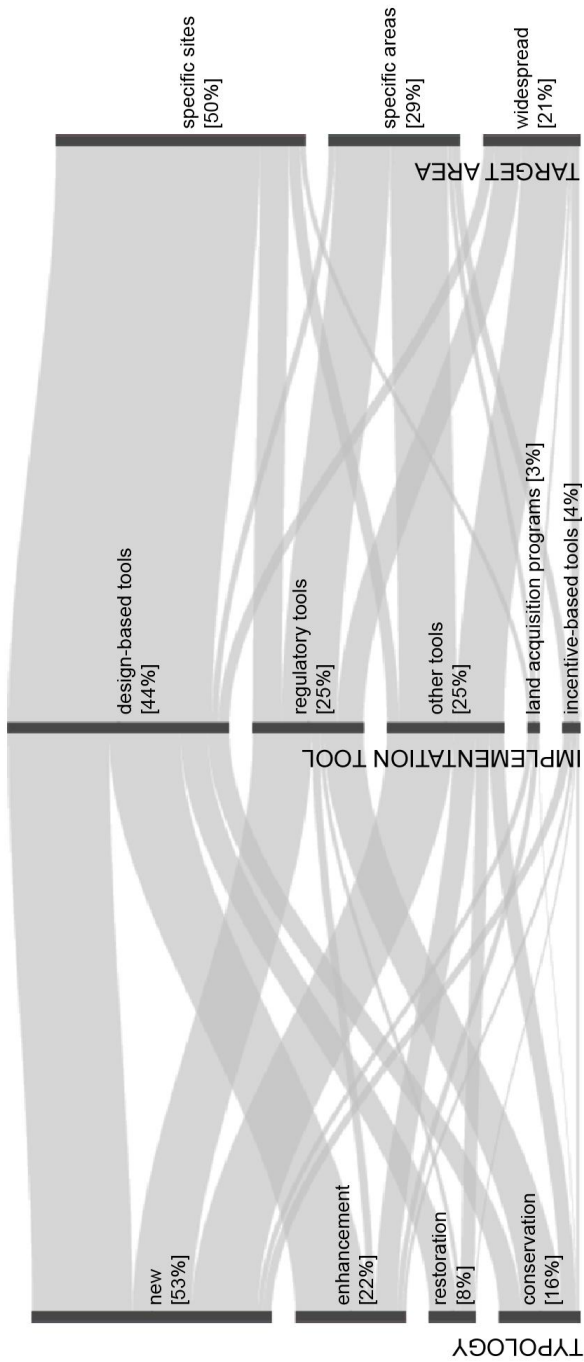 TYPOLOGY
new
[53%]
enhancement
[22%]
restoration
[8%]
conservation
[16%]
IMPLEMENTATION TOOL
design-based tools
[44%]
regulatory tools
[25%]
other tools
[25%]
land acquisition programs [3%]
incentive-based tools [4%]
TARGET AREA
specific sites
[50%]
specific areas
[29%]
widespread
[21%]